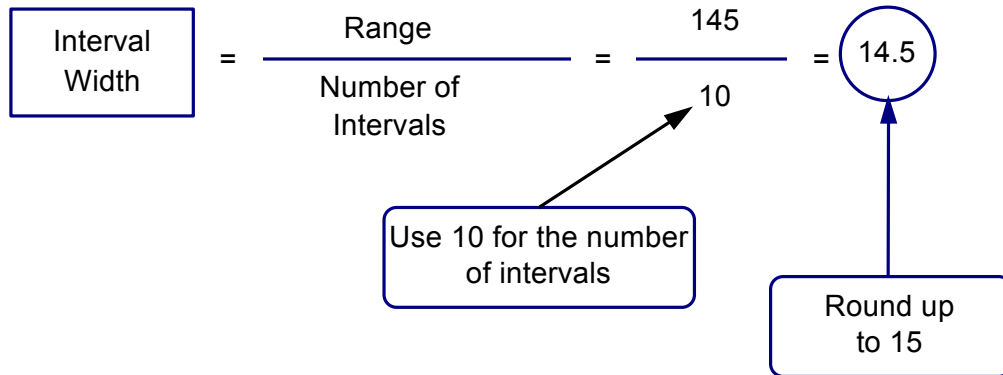 Interval
Width
=
Range
Number of
Intervals
=
145
10
=
14.5
Use 10 for the number
of intervals
Round up
to 15